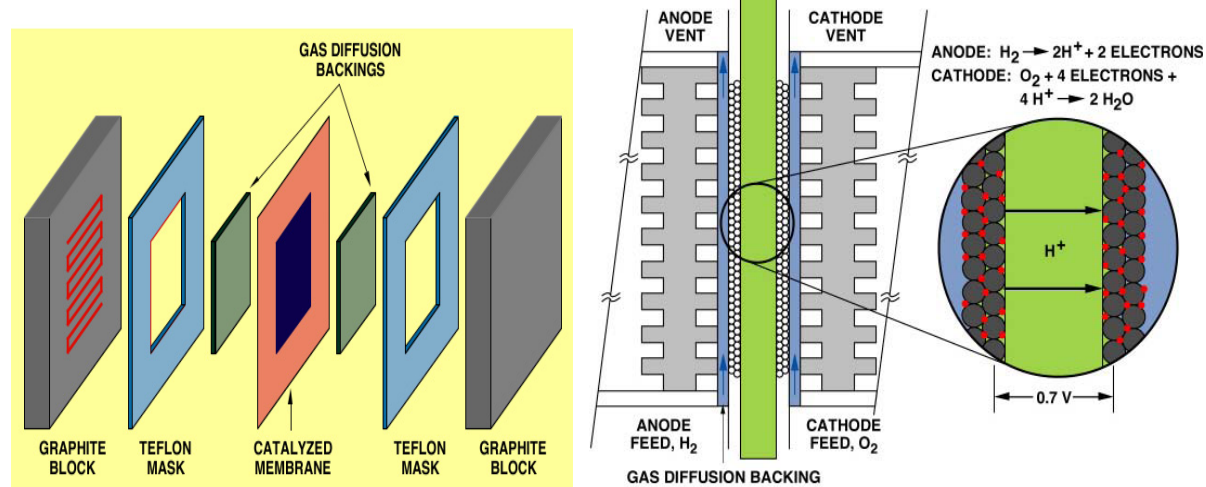 GAS DIFFUSION
BACKINGS
GRAPHITE
BLOCK
TEFLON
MASK
CATALYZED
MEMBRANE
TEFLON
MASK
GRAPHITE
BLOCK
ANODE
VENT
CATHODE
VENT
ANODE: H₂ → 2H⁺ + 2 ELECTRONS
CATHODE: O₂ + 4 ELECTRONS +
4 H⁺ → 2 H₂O
H⁺
0.7 V
ANODE
FEED, H₂
CATHODE
FEED, O₂
GAS DIFFUSION BACKING